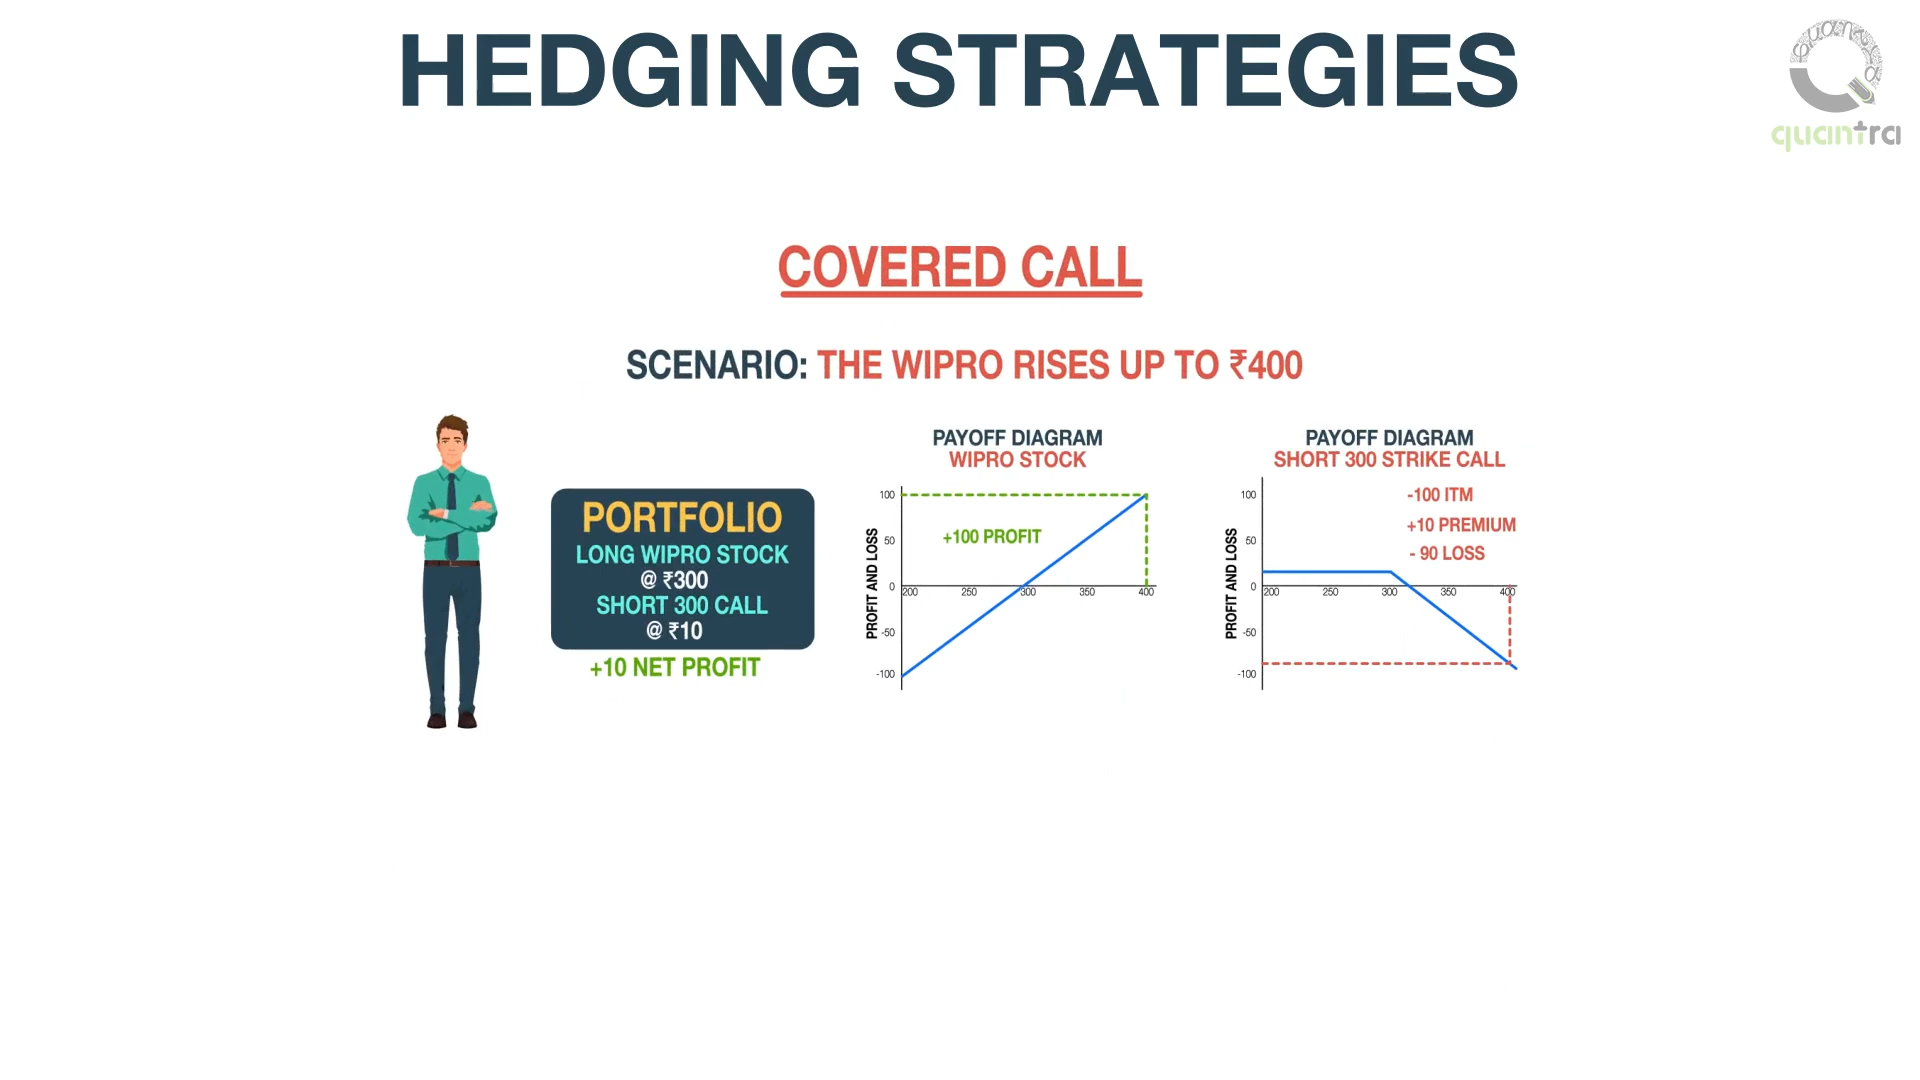 HEDGING STRATEGIES
quantra
COVERED CALL
SCENARIO: THE WIPRO RISES UP TO ₹400
PORTFOLIO
LONG WIPRO STOCK
@ ₹300
SHORT 300 CALL
@ ₹10
+10 NET PROFIT
PAYOFF DIAGRAM
WIPRO STOCK
PROFIT AND LOSS
100
50
0
-50
-100
200 250 300 350 400
+100 PROFIT
PAYOFF DIAGRAM
SHORT 300 STRIKE CALL
-100 ITM
+10 PREMIUM
- 90 LOSS
PROFIT AND LOSS
100
50
0
-50
-100
200 250 300 350 400